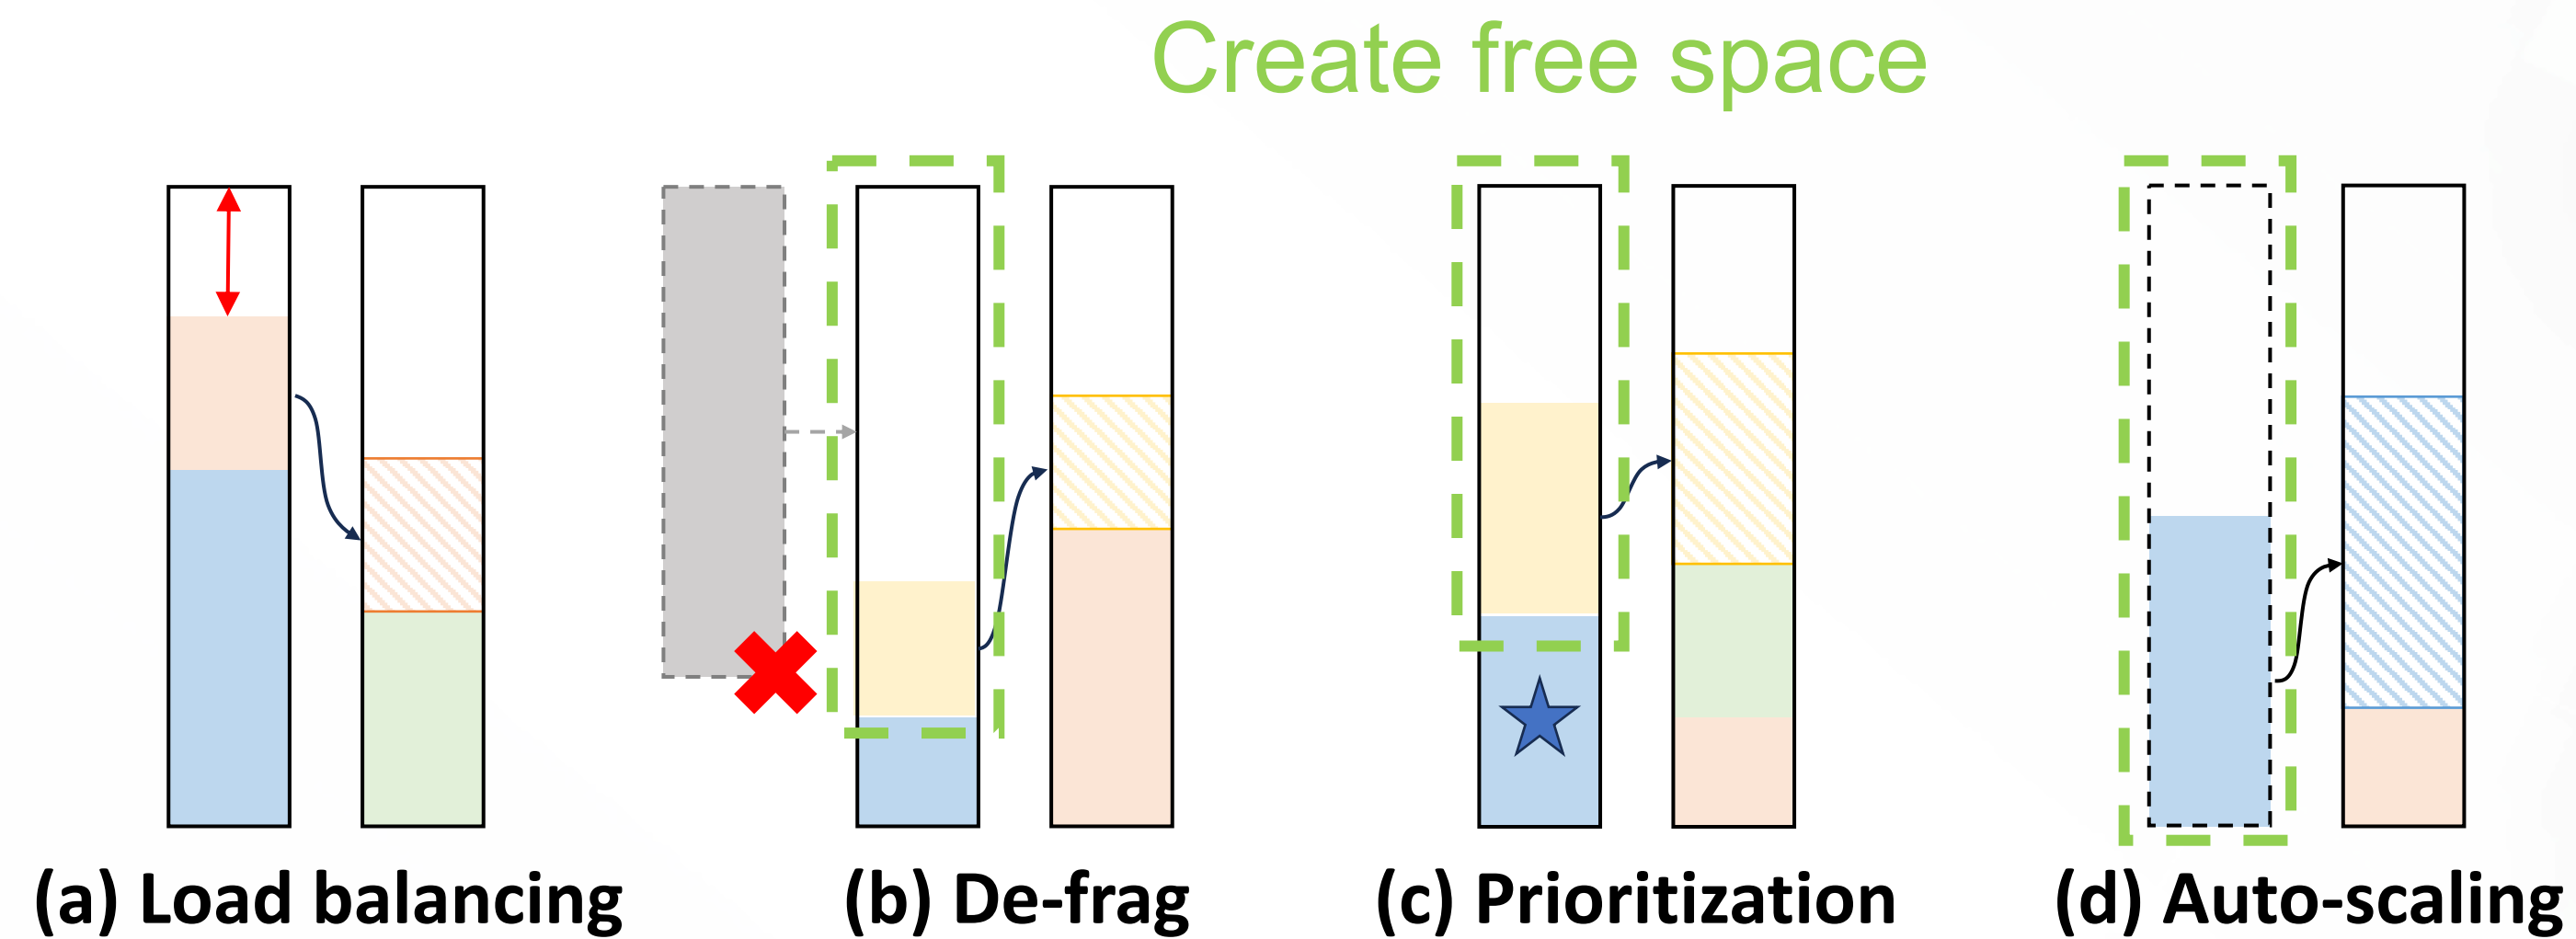 Create free space
(a) Load balancing
(b) De-frag
(c) Prioritization
(d) Auto-scaling